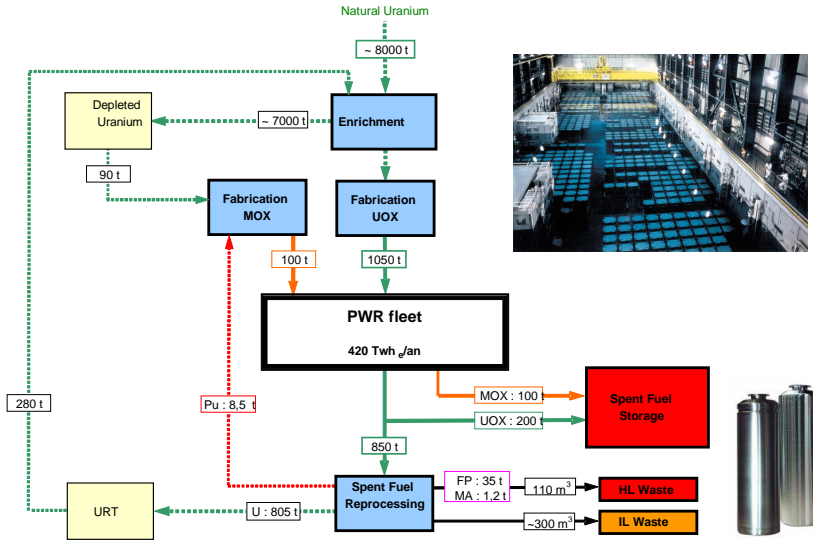 Natural Uranium
~ 8000 t
Depleted
Uranium
~ 7000 t
Enrichment
90 t
Fabrication
MOX
Fabrication
UOX
100 t
1050 t
PWR fleet
420 Twh e/an
280 t
Pu : 8,5 t
MOX : 100 t
UOX : 200 t
Spent Fuel
Storage
850 t
URT
U : 805 t
Spent Fuel
Reprocessing
FP : 35 t
MA : 1,2 t
110 m3
HL Waste
~300 m3
IL Waste